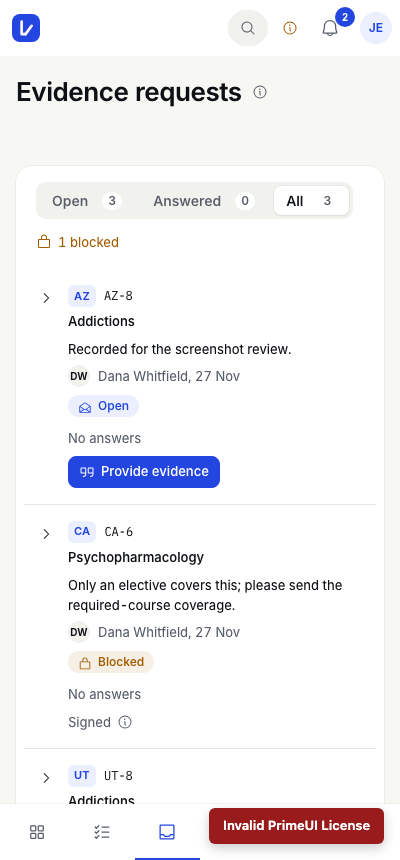 2
JE
Evidence requests
Open 3 Answered 0 All 3
1 blocked
AZ AZ-8
Addictions
Recorded for the screenshot review.
DW Dana Whitfield, 27 Nov
Open
No answers
Provide evidence
CA CA-6
Psychopharmacology
Only an elective covers this; please send the
required-course coverage.
DW Dana Whitfield, 27 Nov
Blocked
No answers
Signed
UT UT-8
Addictions
Invalid PrimeUI License